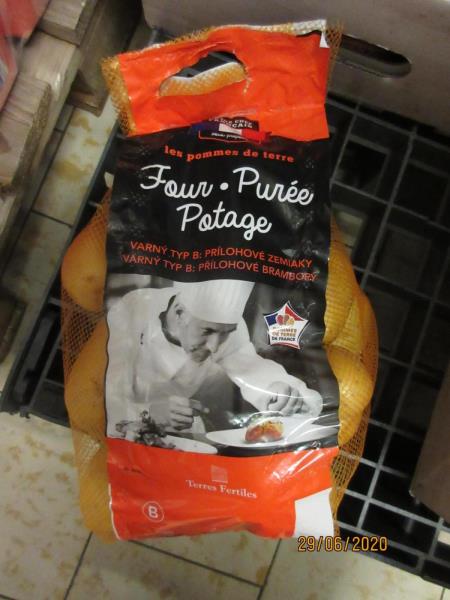 les pommes de terre
Four • Purée
Potage
VARNÝ TYP B: PRÍLOHOVÉ ZEMIAKY
VARNÝ TYP B: PŘÍLOHOVÉ BRAMBORY
POMMES
DE TERRE
DE FRANCE
Terres Fertiles
B
29/06/2020